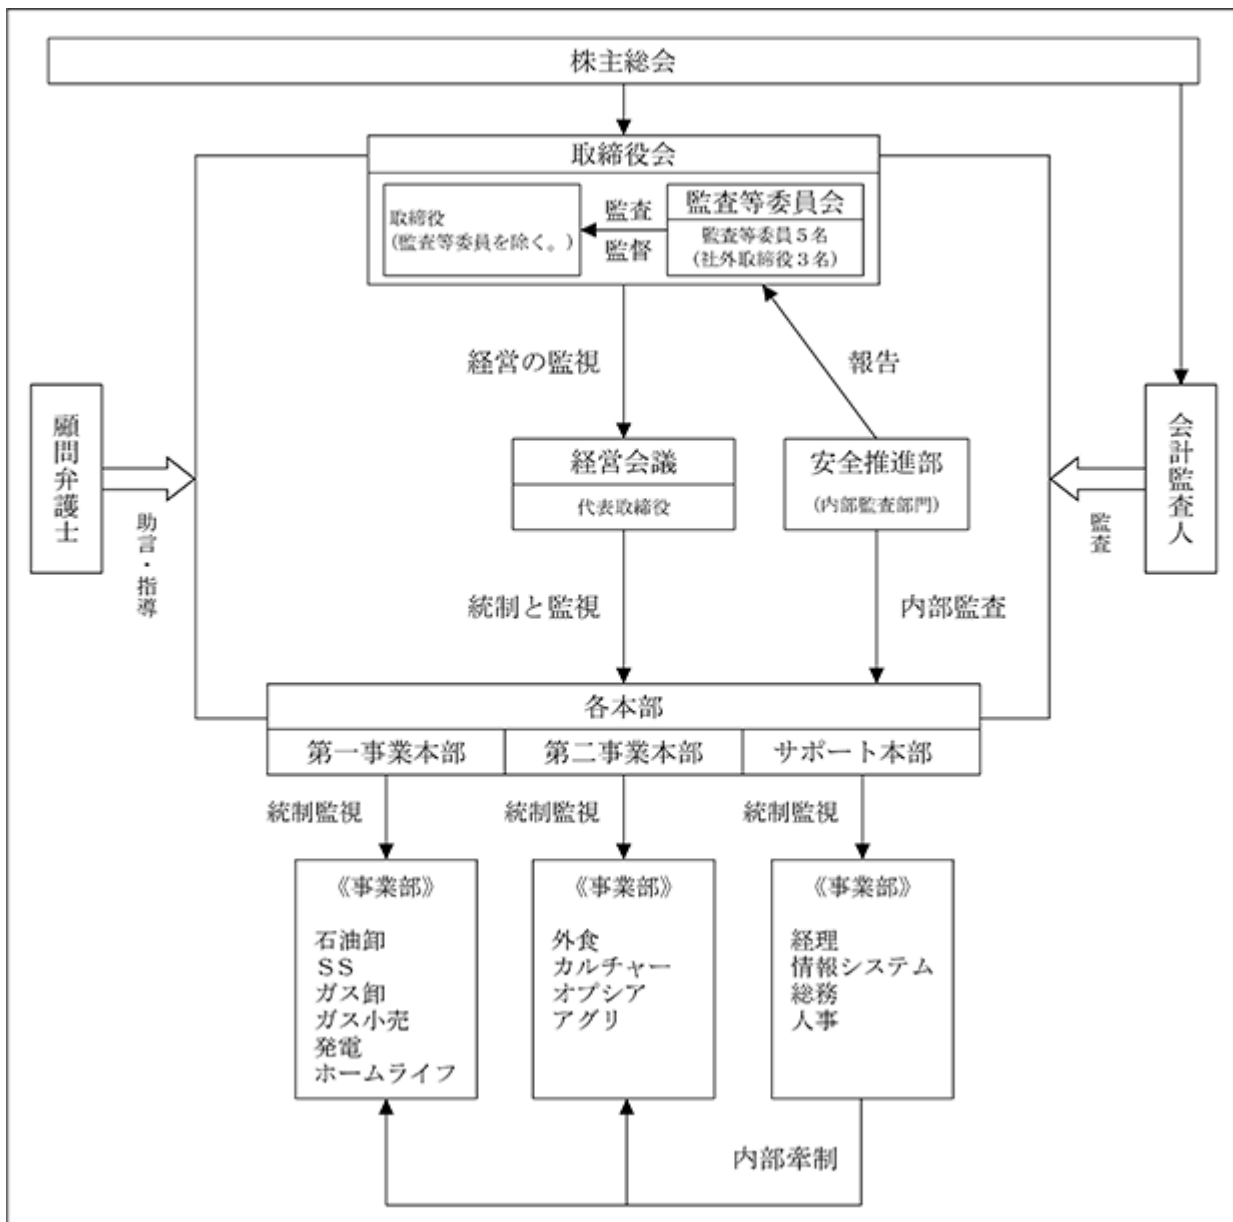 株主総会
取締役会
取締役
(監査等委員を除く。)
監査
監督
監査等委員会
監査等委員５名
(社外取締役３名)
経営の監視
報告
顧問弁護士
助言・指導
経営会議
代表取締役
安全推進部
(内部監査部門)
会計監査人
監査
統制と監視
内部監査
各本部
第一事業本部
第二事業本部
サポート本部
統制監視
統制監視
統制監視
《事業部》
石油卸
ＳＳ
ガス卸
ガス小売
発電
ホームライフ
《事業部》
外食
カルチャー
オプシア
アグリ
《事業部》
経理
情報システム
総務
人事
内部牽制